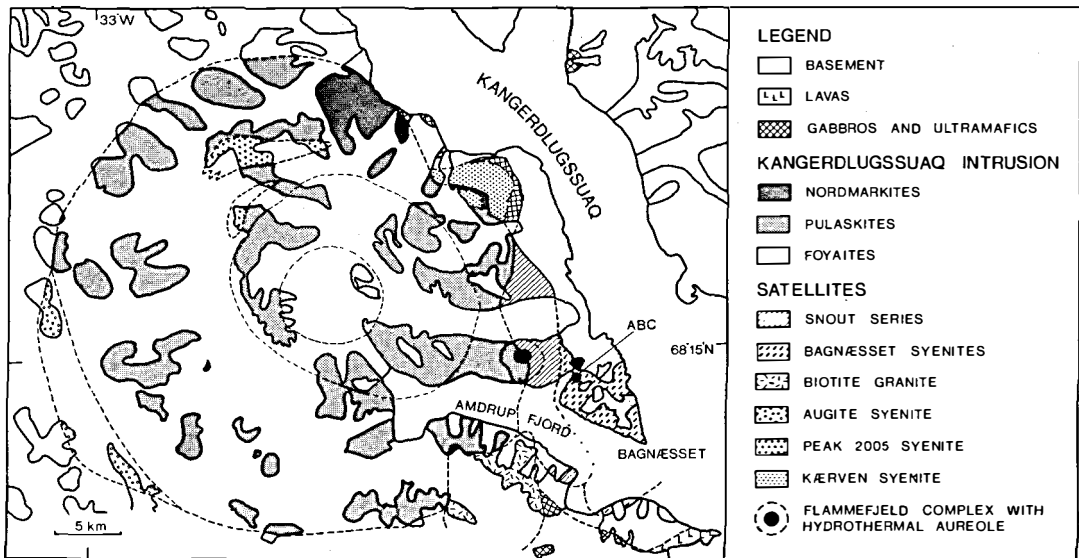 33°W
KANGERDLUGSSUAQ
ABC
68°15'N
AMDRUP FJORD
BAGNÆSSET
5 km
LEGEND
BASEMENT
LAVAS
GABBROS AND ULTRAMAFICS
KANGERDLUGSSUAQ INTRUSION
NORDMARKITES
PULASKITES
FOYAITES
SATELLITES
SNOUT SERIES
BAGNÆSSET SYENITES
BIOTITE GRANITE
AUGITE SYENITE
PEAK 2005 SYENITE
KÆRVEN SYENITE
FLAMMEFJELD COMPLEX WITH
HYDROTHERMAL AUREOLE